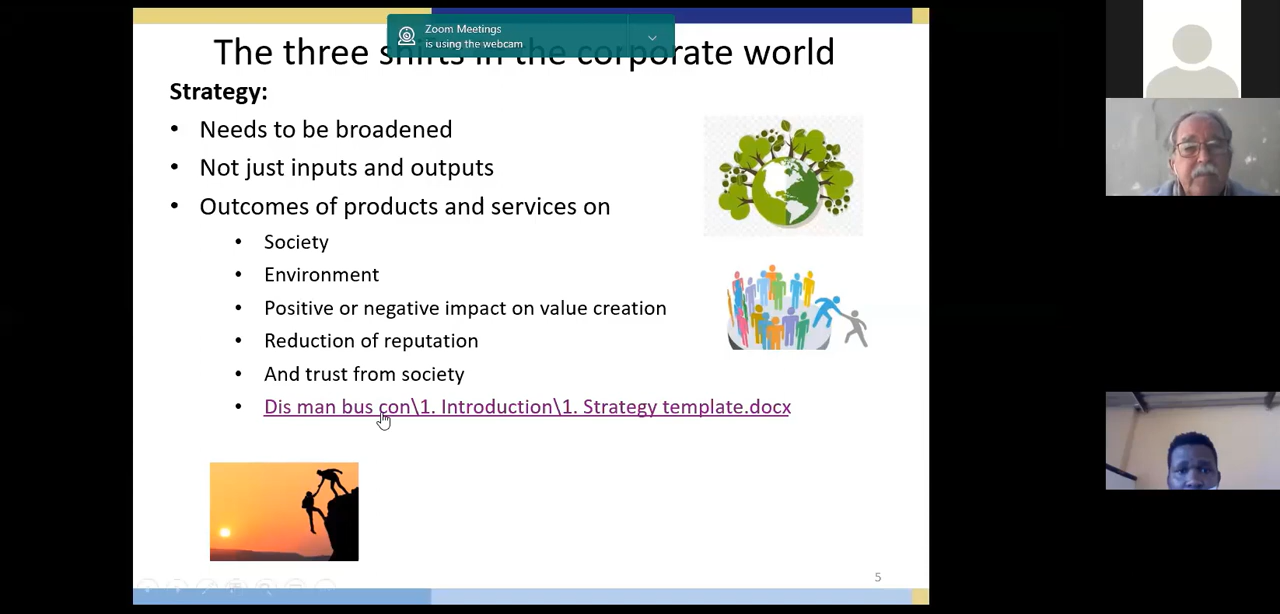 Zoom Meetings
is using the webcam
The three shifts in the corporate world
Strategy:
• Needs to be broadened
• Not just inputs and outputs
• Outcomes of products and services on
• Society
• Environment
• Positive or negative impact on value creation
• Reduction of reputation
• And trust from society
• Dis man bus con\1. Introduction\1. Strategy template.docx
5